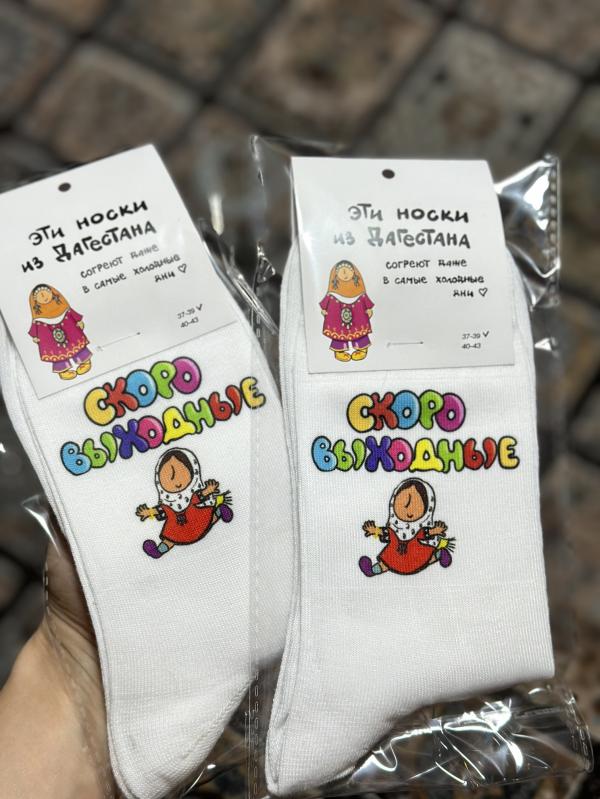 Эти носки
из Дагестана
согреют даже
в самые холодные
дни ♡
37-39 ✓
40-43
СКОРО
ВЫХОДНЫЕ
Эти носки
из Дагестана
согреют даже
в самые холодные
дни ♡
37-39 ✓
40-43
СКОРО
ВЫХОДНЫЕ